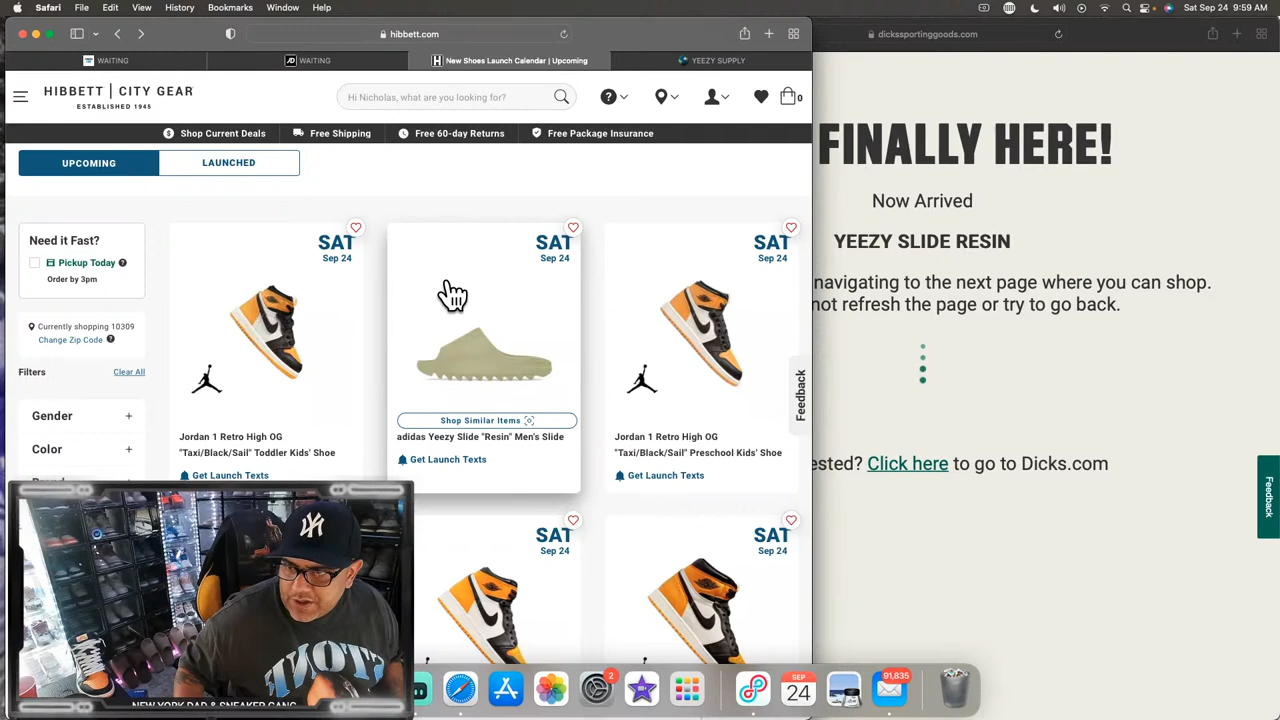 Safari File Edit View History Bookmarks Window Help
Sat Sep 24 9:59 AM
hibbett.com
dickssportinggoods.com
WAITING
WAITING
New Shoes Launch Calendar | Upcoming
YEEZY SUPPLY
HIBBETT | CITY GEAR
ESTABLISHED 1945
Hi Nicholas, what are you looking for?
0
Shop Current Deals
Free Shipping
Free 60-day Returns
Free Package Insurance
UPCOMING
LAUNCHED
Need it Fast?
Pickup Today
Order by 3pm
Currently shopping 10309
Change Zip Code
Filters
Clear All
Gender +
Color +
SAT
Sep 24
Jordan 1 Retro High OG
"Taxi/Black/Sail" Toddler Kids' Shoe
Get Launch Texts
SAT
Sep 24
Shop Similar Items
adidas Yeezy Slide "Resin" Men's Slide
Get Launch Texts
SAT
Sep 24
Jordan 1 Retro High OG
"Taxi/Black/Sail" Preschool Kids' Shoe
Get Launch Texts
SAT
Sep 24
SAT
Sep 24
Feedback
FINALLY HERE!
Now Arrived
YEEZY SLIDE RESIN
navigating to the next page where you can shop.
not refresh the page or try to go back.
ested? Click here to go to Dicks.com
Feedback
NEW YORK DAD & SNEAKER GANG
2
SEP
24
91,835